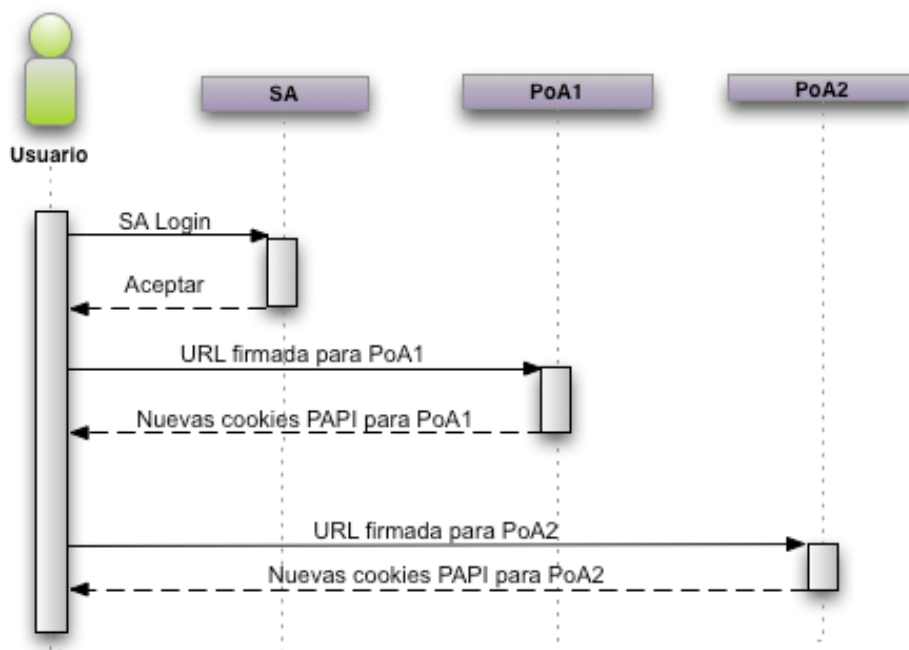 SA
PoA1
PoA2
Usuario
SA Login
Aceptar
URL firmada para PoA1
Nuevas cookies PAPI para PoA1
URL firmada para PoA2
Nuevas cookies PAPI para PoA2